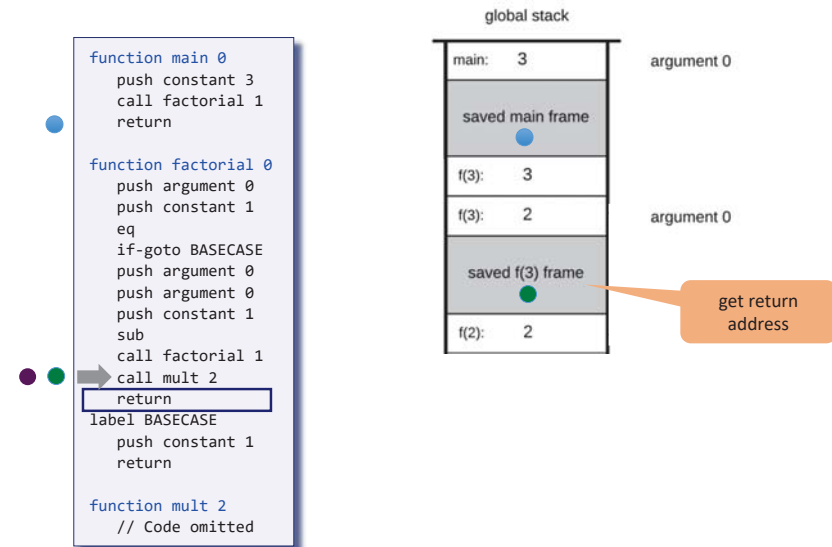 function main 0
push constant 3
call factorial 1
return
function factorial 0
push argument 0
push constant 1
eq
if-goto BASECASE
push argument 0
push argument 0
push constant 1
sub
call factorial 1
call mult 2
return
label BASECASE
push constant 1
return
function mult 2
// Code omitted
global stack
main: 3 argument 0
saved main frame
f(3): 3
f(3): 2 argument 0
saved f(3) frame
get return
address
f(2): 2